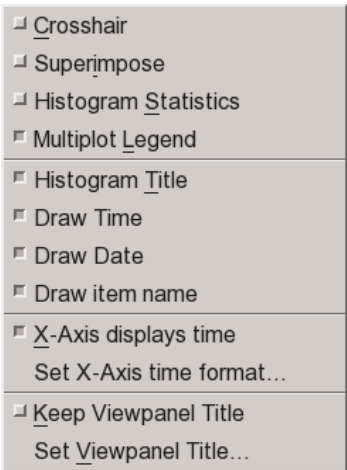 Crosshair
Superimpose
Histogram Statistics
Multiplot Legend
Histogram Title
Draw Time
Draw Date
Draw item name
X-Axis displays time
Set X-Axis time format...
Keep Viewpanel Title
Set Viewpanel Title...